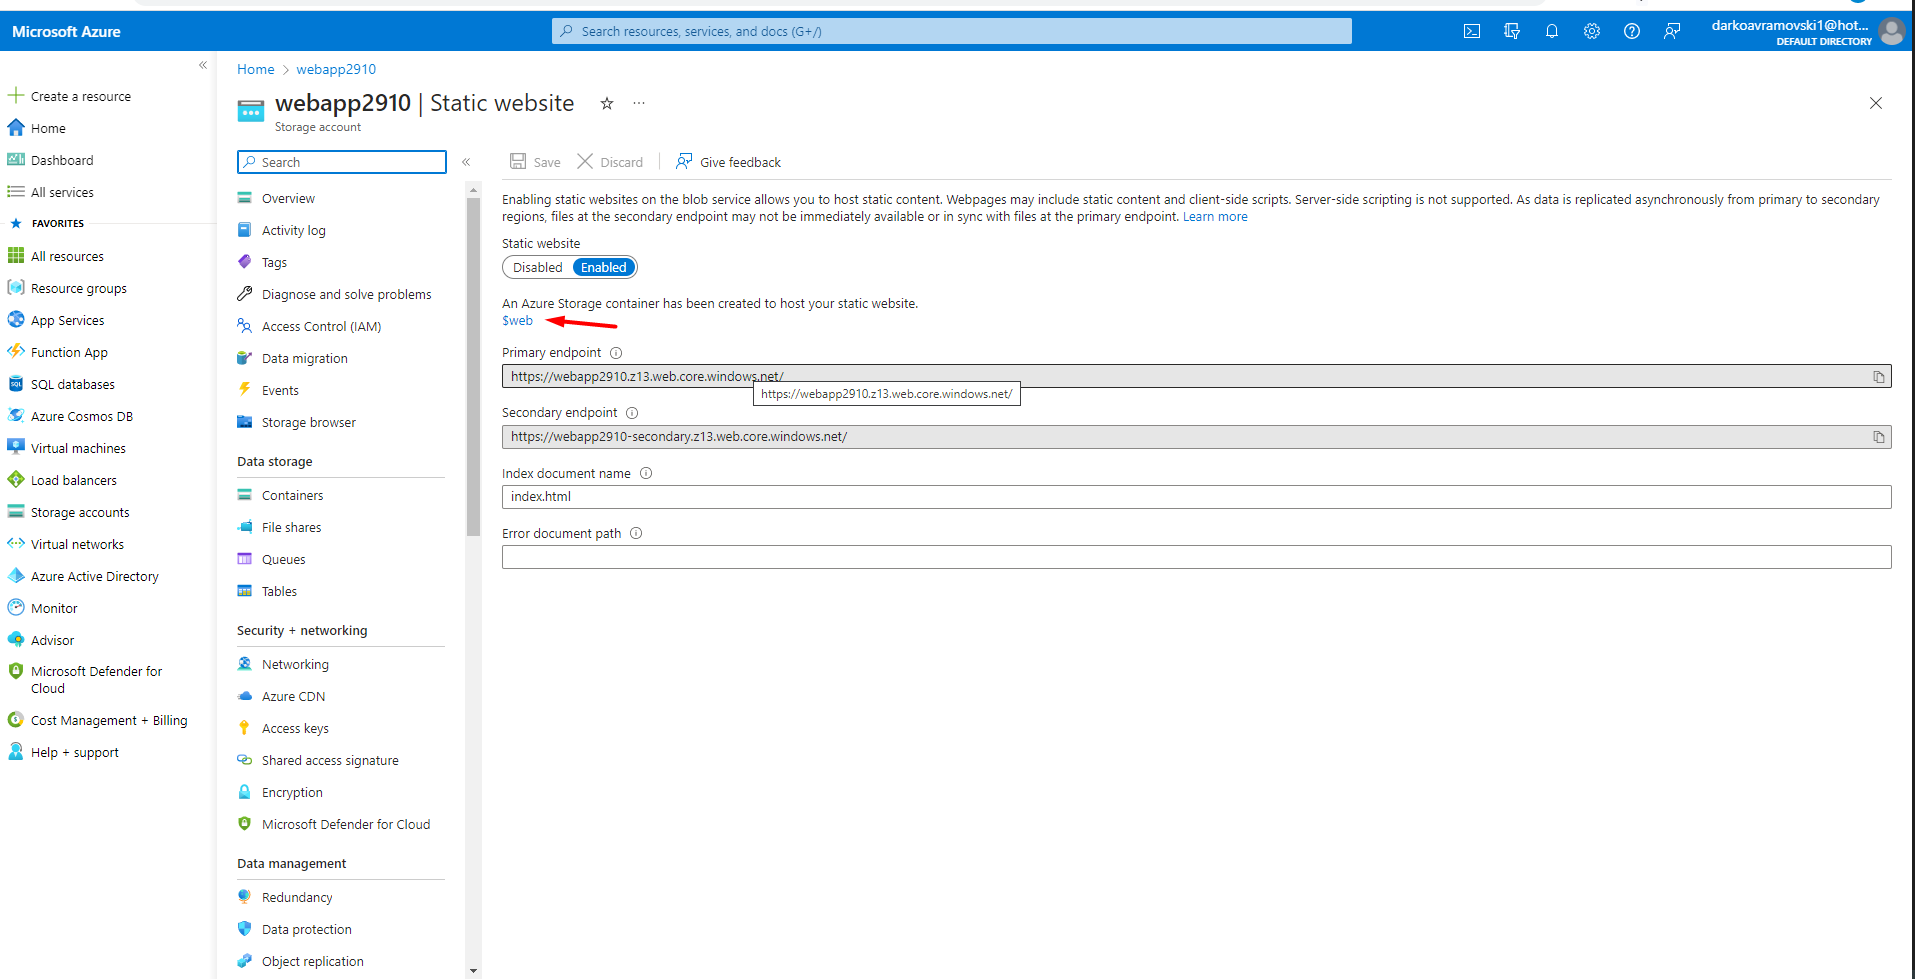 Microsoft Azure
Search resources, services, and docs (G+/)
darkoavramovski1@hot...
DEFAULT DIRECTORY
Create a resource
Home
Dashboard
All services
FAVORITES
All resources
Resource groups
App Services
Function App
SQL databases
Azure Cosmos DB
Virtual machines
Load balancers
Storage accounts
Virtual networks
Azure Active Directory
Monitor
Advisor
Microsoft Defender for
Cloud
Cost Management + Billing
Help + support
Home > webapp2910
webapp2910 | Static website
Storage account
Search
Overview
Activity log
Tags
Diagnose and solve problems
Access Control (IAM)
Data migration
Events
Storage browser
Data storage
Containers
File shares
Queues
Tables
Security + networking
Networking
Azure CDN
Access keys
Shared access signature
Encryption
Microsoft Defender for Cloud
Data management
Redundancy
Data protection
Object replication
Save Discard Give feedback
Enabling static websites on the blob service allows you to host static content. Webpages may include static content and client-side scripts. Server-side scripting is not supported. As data is replicated asynchronously from primary to secondary
regions, files at the secondary endpoint may not be immediately available or in sync with files at the primary endpoint. Learn more
Static website
Disabled Enabled
An Azure Storage container has been created to host your static website.
$web
Primary endpoint
https://webapp2910.z13.web.core.windows.net/
https://webapp2910.z13.web.core.windows.net/
Secondary endpoint
https://webapp2910-secondary.z13.web.core.windows.net/
Index document name
index.html
Error document path